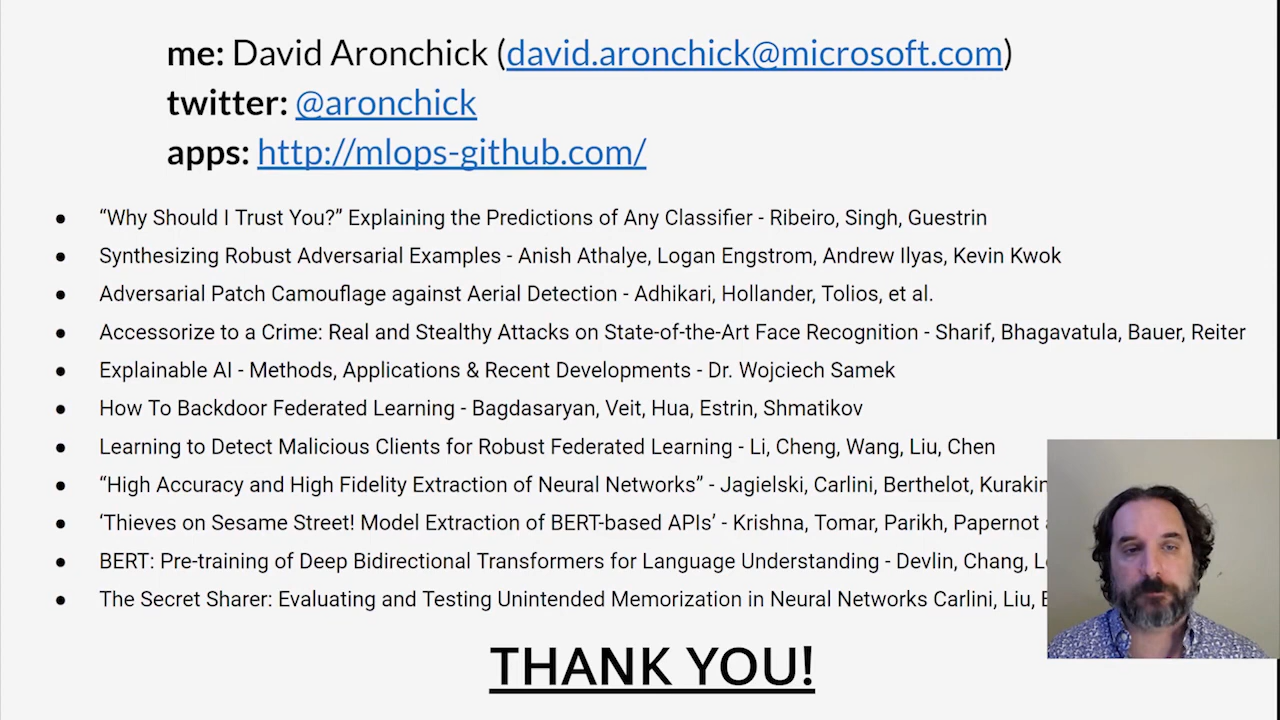 me: David Aronchick (david.aronchick@microsoft.com)
twitter: @aronchick
apps: http://mlops-github.com/
● “Why Should I Trust You?” Explaining the Predictions of Any Classifier - Ribeiro, Singh, Guestrin
● Synthesizing Robust Adversarial Examples - Anish Athalye, Logan Engstrom, Andrew Ilyas, Kevin Kwok
● Adversarial Patch Camouflage against Aerial Detection - Adhikari, Hollander, Tolios, et al.
● Accessorize to a Crime: Real and Stealthy Attacks on State-of-the-Art Face Recognition - Sharif, Bhagavatula, Bauer, Reiter
● Explainable AI - Methods, Applications & Recent Developments - Dr. Wojciech Samek
● How To Backdoor Federated Learning - Bagdasaryan, Veit, Hua, Estrin, Shmatikov
● Learning to Detect Malicious Clients for Robust Federated Learning - Li, Cheng, Wang, Liu, Chen
● “High Accuracy and High Fidelity Extraction of Neural Networks” - Jagielski, Carlini, Berthelot, Kurakin
● ‘Thieves on Sesame Street! Model Extraction of BERT-based APIs’ - Krishna, Tomar, Parikh, Papernot
● BERT: Pre-training of Deep Bidirectional Transformers for Language Understanding - Devlin, Chang,
● The Secret Sharer: Evaluating and Testing Unintended Memorization in Neural Networks Carlini, Liu,
THANK YOU!